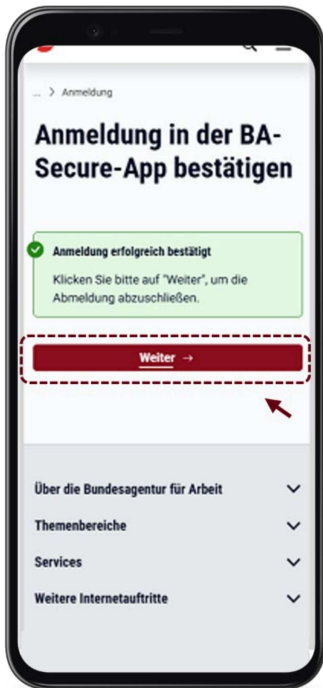 ... > Anmeldung
Anmeldung in der BA-
Secure-App bestätigen
Anmeldung erfolgreich bestätigt
Klicken Sie bitte auf "Weiter", um die
Abmeldung abzuschließen.
Weiter →
Über die Bundesagentur für Arbeit
Themenbereiche
Services
Weitere Internetauftritte